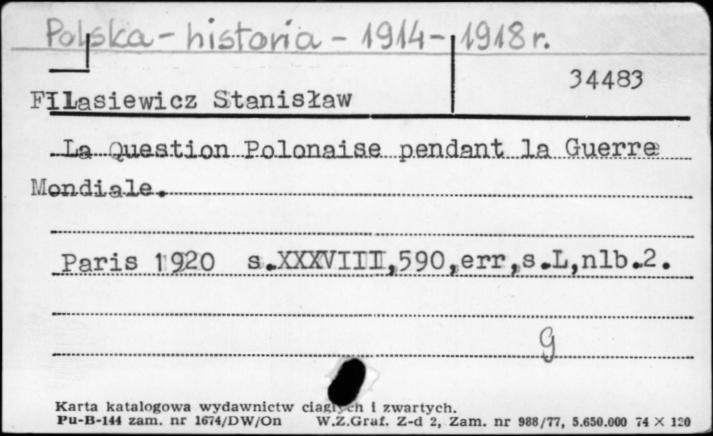 Polska - historia - 1914-1918 r.
34483
Filasiewicz Stanisław
La Question Polonaise pendant la Guerre
Mondiale.
Paris 1920 s.XXXVIII,590,err,s.L,nlb.2.
g
Karta katalogowa wydawnictw ciągłych i zwartych.
Pu-B-144 zam. nr 1674/DW/On W.Z.Graf. Z-d 2, Zam. nr 988/77, 5.650.000 74 × 120